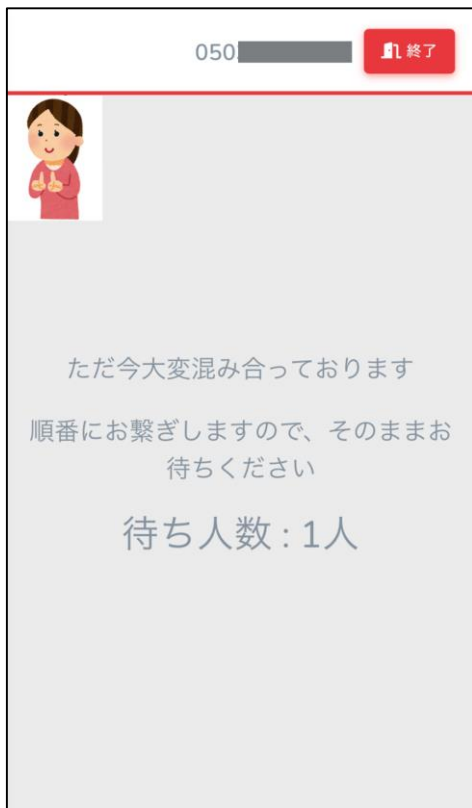 050
終了
ただ今大変混み合っております
順番にお繋ぎしますので、そのままお
待ちください
待ち人数 : 1人